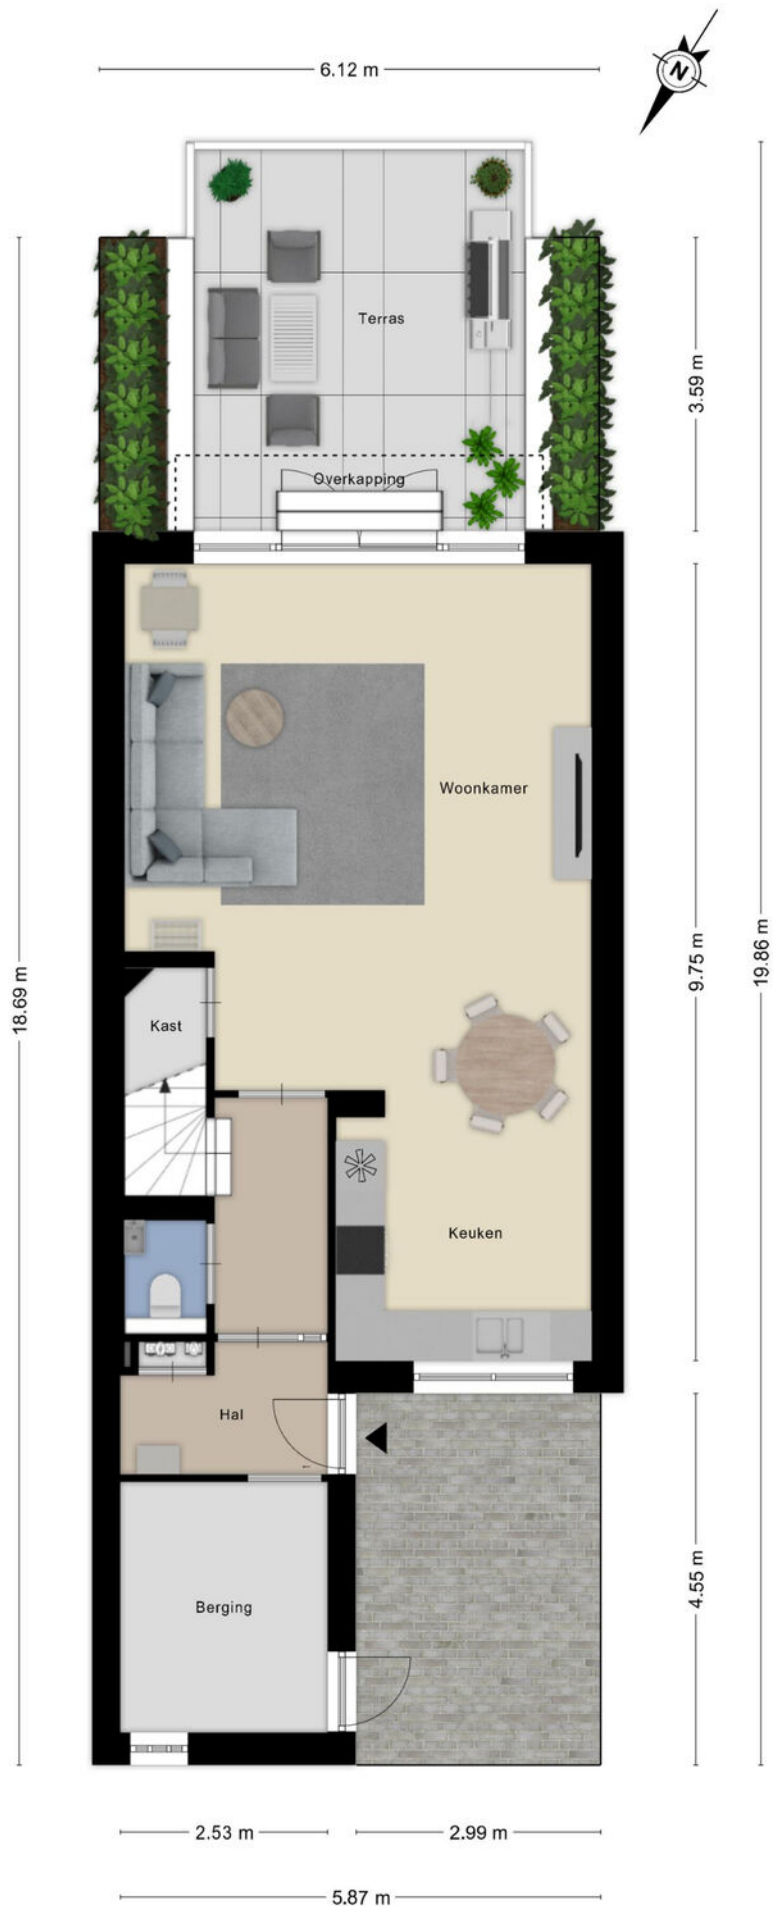 6.12 m
N
Terras
3.59 m
Overkapping
Woonkamer
9.75 m
19.86 m
18.69 m
Kast
Keuken
Hal
4.55 m
Berging
2.53 m
2.99 m
5.87 m